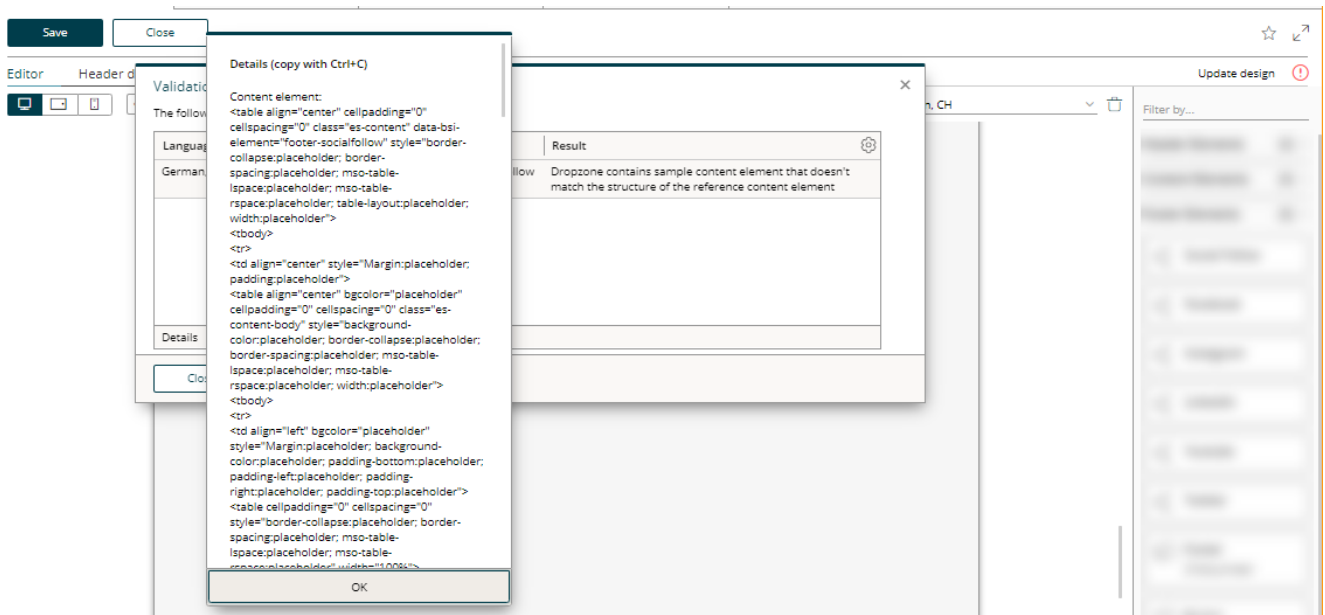 Save
Close
Editor
Header d
Update design
Validatio
The follow
n, CH
Filter by...
Languag
Result
German,
llow
Dropzone contains sample content element that doesn't
match the structure of the reference content element
Details
Clos
Details (copy with Ctrl+C)
Content element:
<table align="center" cellpadding="0"
cellspacing="0" class="es-content" data-bsi-
element="footer-socialfollow" style="border-
collapse:placeholder; border-
spacing:placeholder; mso-table-
lspace:placeholder; mso-table-
rspace:placeholder; table-layout:placeholder;
width:placeholder">
<tbody>
<tr>
<td align="center" style="Margin:placeholder;
padding:placeholder">
<table align="center" bgcolor="placeholder"
cellpadding="0" cellspacing="0" class="es-
content-body" style="background-
color:placeholder; border-collapse:placeholder;
border-spacing:placeholder; mso-table-
lspace:placeholder; mso-table-
rspace:placeholder; width:placeholder">
<tbody>
<tr>
<td align="left" bgcolor="placeholder"
style="Margin:placeholder; background-
color:placeholder; padding-bottom:placeholder;
padding-left:placeholder; padding-
right:placeholder; padding-top:placeholder">
<table cellpadding="0" cellspacing="0"
style="border-collapse:placeholder; border-
spacing:placeholder; mso-table-
lspace:placeholder; mso-table-
rspace:placeholder" width="100%">
OK